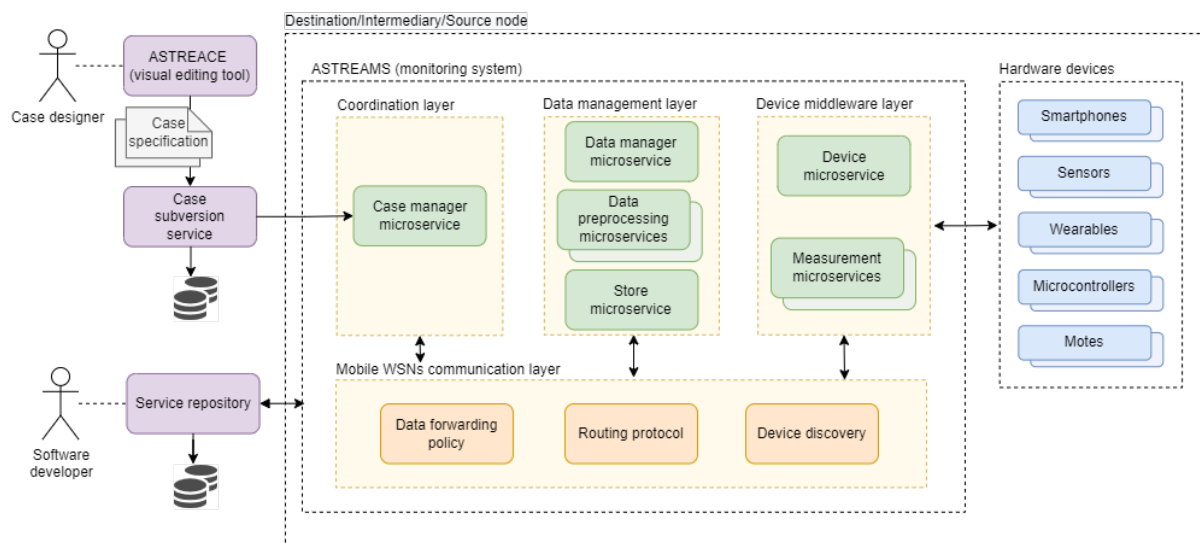 Destination/Intermediary/Source node
ASTREACE
(visual editing tool)
Case designer
Case
specification
Case
subversion
service
Software
developer
Service repository
ASTREAMS (monitoring system)
Coordination layer
Case manager
microservice
Data management layer
Data manager
microservice
Data
preprocessing
microservices
Store
microservice
Device middleware layer
Device
microservice
Measurement
microservices
Mobile WSNs communication layer
Data forwarding
policy
Routing protocol
Device discovery
Hardware devices
Smartphones
Sensors
Wearables
Microcontrollers
Motes